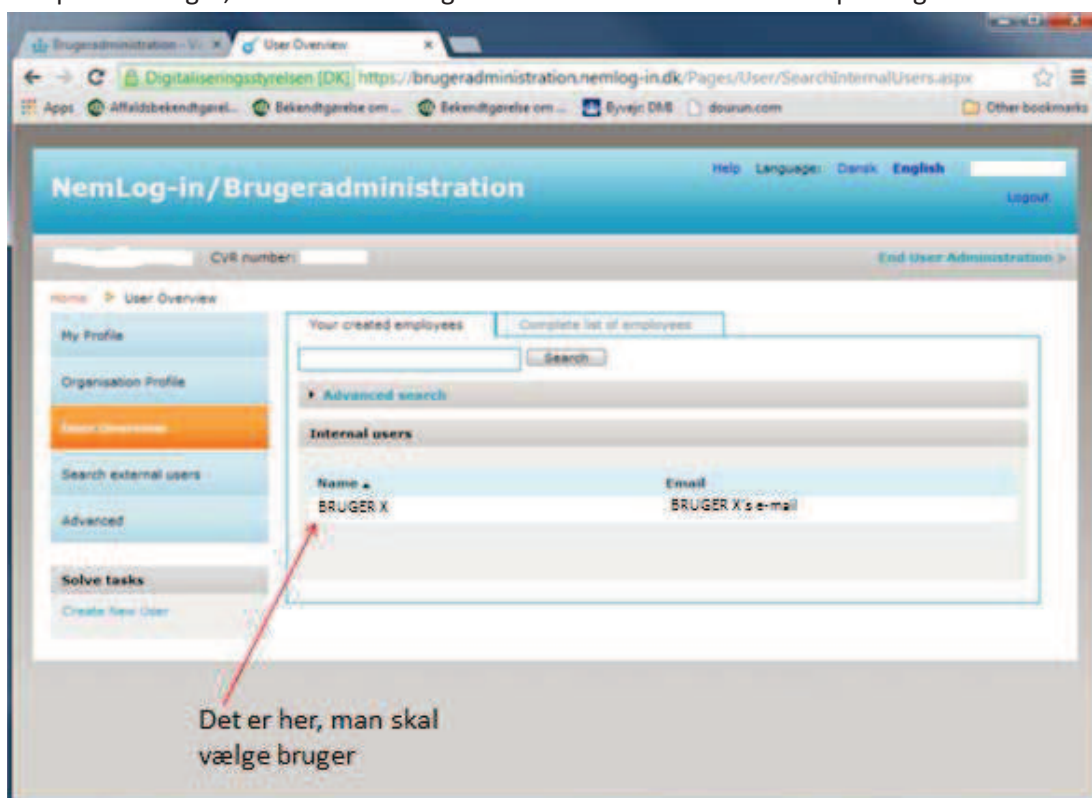 Brugeradministration - V
User Overview
Digitaliseringsstyrelsen [DK] https://brugeradministration.nemlog-in.dk/Pages/User/SearchInternalUsers.aspx
Apps Affaldsbekendtgørel... Bekendtgørelse om ... Bekendtgørelse om ... Byvejr: DMI dourun.com Other bookmarks
Help Language: Dansk English
NemLog-in/Brugeradministration
Logout
CVR number:
End User Administration >
Home User Overview
My Profile
Organisation Profile
User Overview
Search external users
Advanced
Solve tasks
Create New User
Your created employees Complete list of employees
Search
Advanced search
Internal users
Name Email
BRUGER X BRUGER X's e-mail
Det er her, man skal
vælge bruger